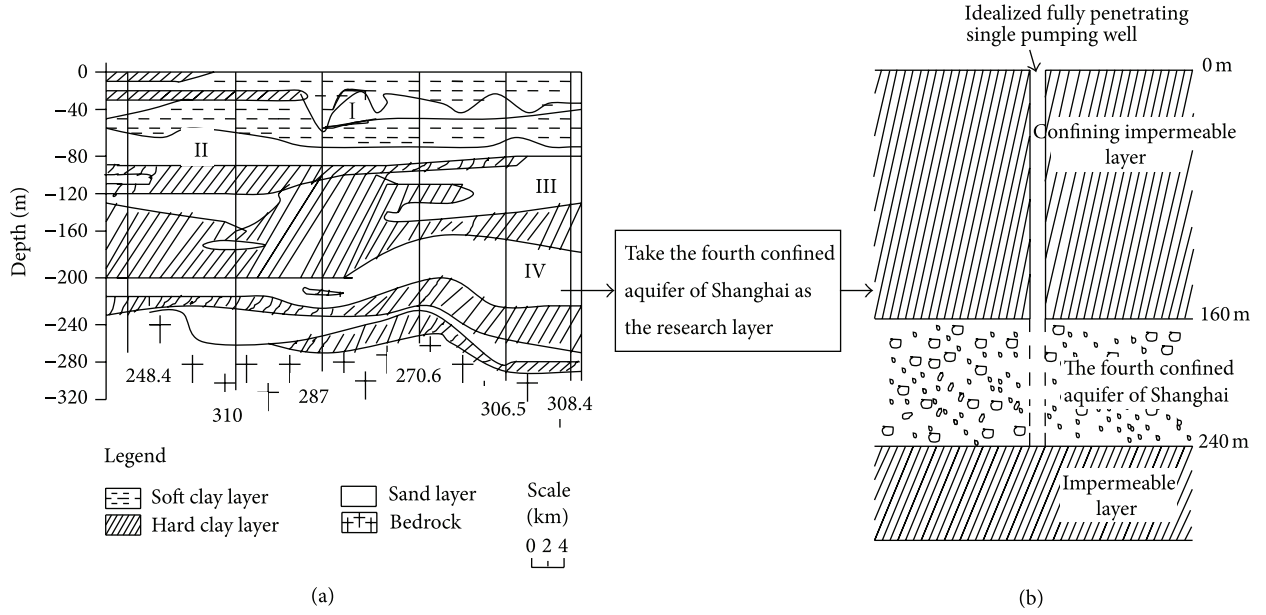 Depth (m)
0
−40
−80
−120
−160
−200
−240
−280
−320
I
II
III
IV
248.4
310
287
270.6
306.5
308.4
Legend
Soft clay layer
Hard clay layer
Sand layer
Bedrock
Scale
(km)
0 2 4
(a)
Take the fourth confined
aquifer of Shanghai as
the research layer
Idealized fully penetrating
single pumping well
0 m
Confining impermeable
layer
160 m
The fourth confined
aquifer of Shanghai
240 m
Impermeable
layer
(b)